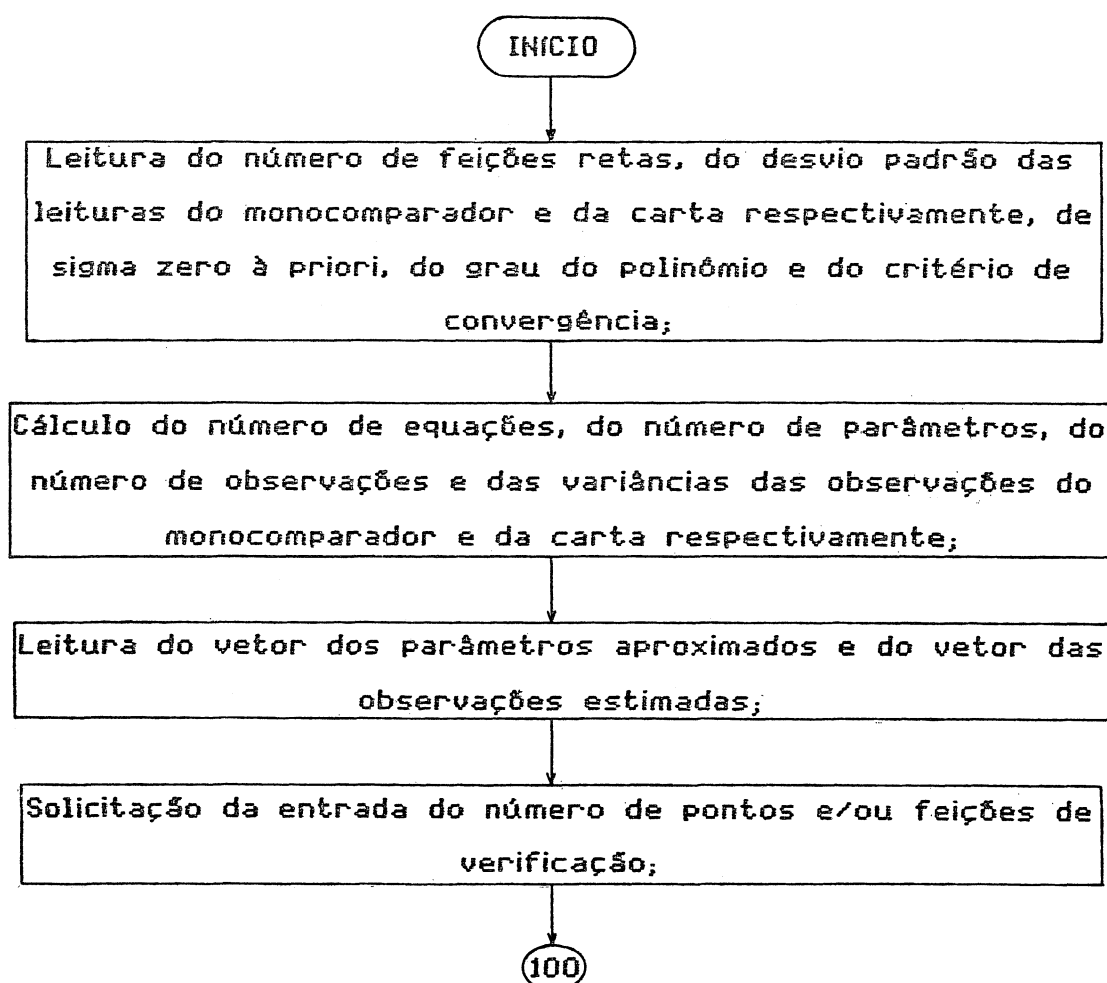 INíCIO
Leitura do número de feições retas, do desvio padrão das
leituras do monocomparador e da carta respectivamente, de
sigma zero à priori, do grau do polinômio e do critério de
convergência;
Cálculo do número de equações, do número de parâmetros, do
número de observações e das variâncias das observações do
monocomparador e da carta respectivamente;
Leitura do vetor dos parâmetros aproximados e do vetor das
observações estimadas;
Solicitação da entrada do número de pontos e/ou feições de
verificação;
100